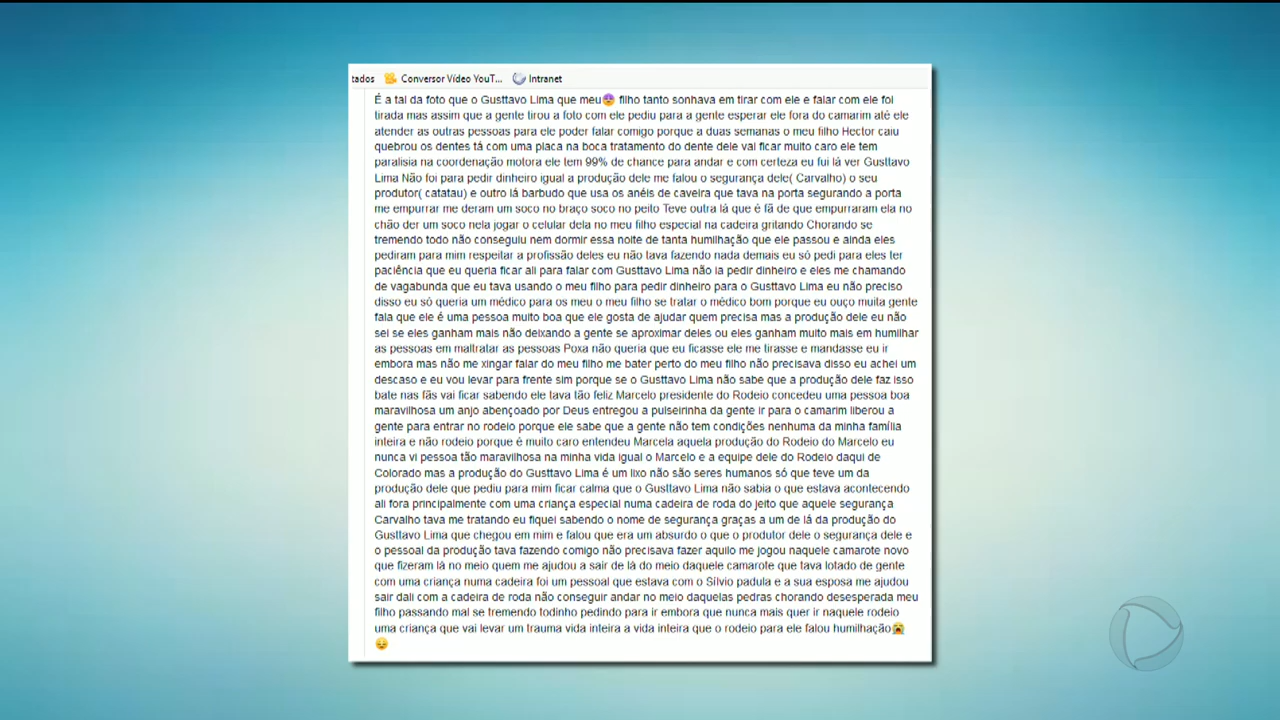 tados Conversor Vídeo YouT... Intranet
É a tal da foto que o Gusttavo Lima que meu😍 filho tanto sonhava em tirar com ele e falar com ele foi
tirada mas assim que a gente tirou a foto com ele pediu para a gente esperar ele fora do camarim até ele
atender as outras pessoas para ele poder falar comigo porque a duas semanas o meu filho Hector caiu
quebrou os dentes tá com uma placa na boca tratamento do dente dele vai ficar muito caro ele tem
paralisia na coordenação motora ele tem 99% de chance para andar e com certeza eu fui lá ver Gusttavo
Lima Não foi para pedir dinheiro igual a produção dele me falou o segurança dele( Carvalho) o seu
produtor( catatau) e outro lá barbudo que usa os anéis de caveira que tava na porta segurando a porta
me empurrar me deram um soco no braço soco no peito Teve outra lá que é fã de que empurraram ela no
chão der um soco nela jogar o celular dela no meu filho especial na cadeira gritando Chorando se
tremendo todo não conseguiu nem dormir essa noite de tanta humilhação que ele passou e ainda eles
pediram para mim respeitar a profissão deles eu não tava fazendo nada demais eu só pedi para eles ter
paciência que eu queria ficar ali para falar com Gusttavo Lima não ia pedir dinheiro e eles me chamando
de vagabunda que eu tava usando o meu filho para pedir dinheiro para o Gusttavo Lima eu não preciso
disso eu só queria um médico para os meu o meu filho se tratar o médico bom porque eu ouço muita gente
fala que ele é uma pessoa muito boa que ele gosta de ajudar quem precisa mas a produção dele eu não
sei se eles ganham mais não deixando a gente se aproximar deles ou eles ganham muito mais em humilhar
as pessoas em maltratar as pessoas Poxa não queria que eu ficasse ele me tirasse e mandasse eu ir
embora mas não me xingar falar do meu filho me bater perto do meu filho não precisava disso eu achei um
descaso e eu vou levar para frente sim porque se o Gusttavo Lima não sabe que a produção dele faz isso
bate nas fãs vai ficar sabendo ele tava tão feliz Marcelo presidente do Rodeio concedeu uma pessoa boa
maravilhosa um anjo abençoado por Deus entregou a pulseirinha da gente ir para o camarim liberou a
gente para entrar no rodeio porque ele sabe que a gente não tem condições nenhuma da minha família
inteira e não rodeio porque é muito caro entendeu Marcela aquela produção do Rodeio do Marcelo eu
nunca vi pessoa tão maravilhosa na minha vida igual o Marcelo e a equipe dele do Rodeio daqui de
Colorado mas a produção do Gusttavo Lima é um lixo não são seres humanos só que teve um da
produção dele que pediu para mim ficar calma que o Gusttavo Lima não sabia o que estava acontecendo
ali fora principalmente com uma criança especial numa cadeira de roda do jeito que aquele segurança
Carvalho tava me tratando eu fiquei sabendo o nome de segurança graças a um de lá da produção do
Gusttavo Lima que chegou em mim e falou que era um absurdo o que o produtor dele o segurança dele e
o pessoal da produção tava fazendo comigo não precisava fazer aquilo me jogou naquele camarote novo
que fizeram lá no meio quem me ajudou a sair de lá do meio daquele camarote que tava lotado de gente
com uma criança numa cadeira foi um pessoal que estava com o Sílvio padula e a sua esposa me ajudou
sair dali com a cadeira de roda não conseguir andar no meio daquelas pedras chorando desesperada meu
filho passando mal se tremendo todinho pedindo para ir embora que nunca mais quer ir naquele rodeio
uma criança que vai levar um trauma vida inteira a vida inteira que o rodeio para ele falou humilhação😭
😔